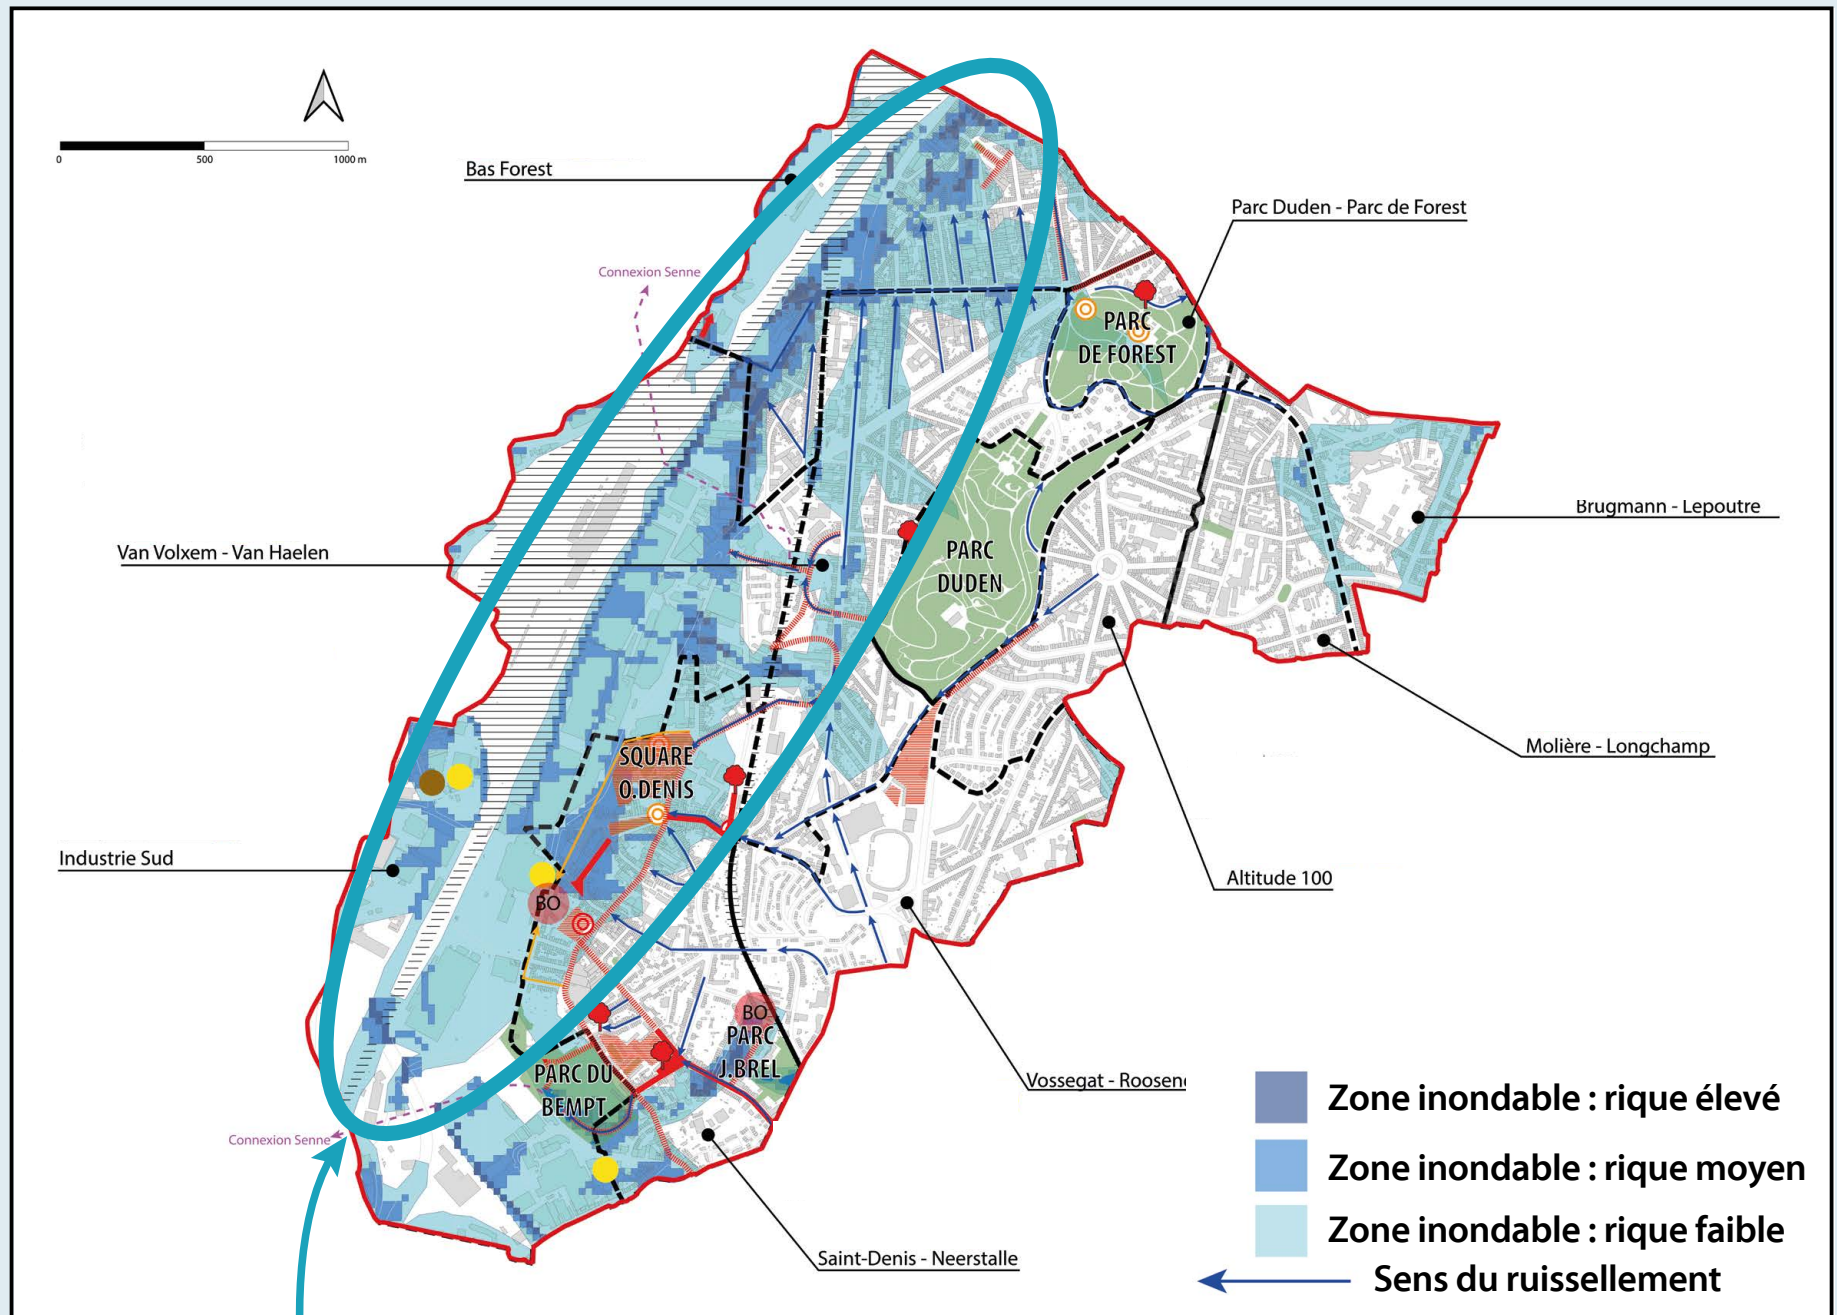 0 500 1000 m
Bas Forest
Parc Duden - Parc de Forest
Connexion Senne
PARC
DE FOREST
Brugmann - Lepoutre
Van Volxem - Van Haelen
PARC
DUDEN
SQUARE
O.DENIS
Molière - Longchamp
Industrie Sud
Altitude 100
BO
BO
PARC
J.BREL
PARC DU
BEMPT
Vossegat - Roosen
Connexion Senne
Saint-Denis - Neerstalle
Zone inondable : rique élevé
Zone inondable : rique moyen
Zone inondable : rique faible
Sens du ruissellement